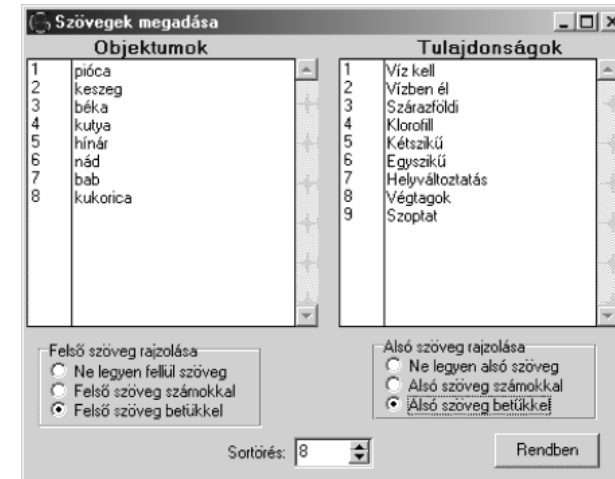 Szövegek megadása
Objektumok
1 pióca
2 keszeg
3 béka
4 kutya
5 hínár
6 nád
7 bab
8 kukorica
Tulajdonságok
1 Víz kell
2 Vízben él
3 Szárazföldi
4 Klorofill
5 Kétszikű
6 Egyszikű
7 Helyváltoztatás
8 Végtagok
9 Szoptat
Felső szöveg rajzolása
Ne legyen fellül szöveg
Felső szöveg számokkal
Felső szöveg betükkel
Alsó szöveg rajzolása
Ne legyen alsó szöveg
Alsó szöveg számokkal
Alsó szöveg betűkkel
Sortörés: 8
Rendben